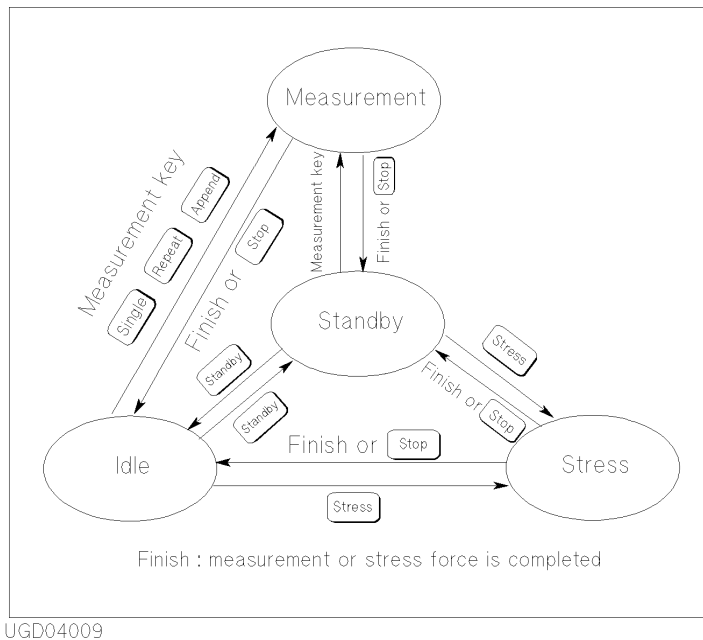 Measurement
Measurement key
Single
Repeat
Append
Finish or Stop
Measurement key
Finish or Stop
Standby
Standby
Standby
Stress
Finish or Stop
Idle
Finish or Stop
Stress
Stress
Finish : measurement or stress force is completed
UGD04009